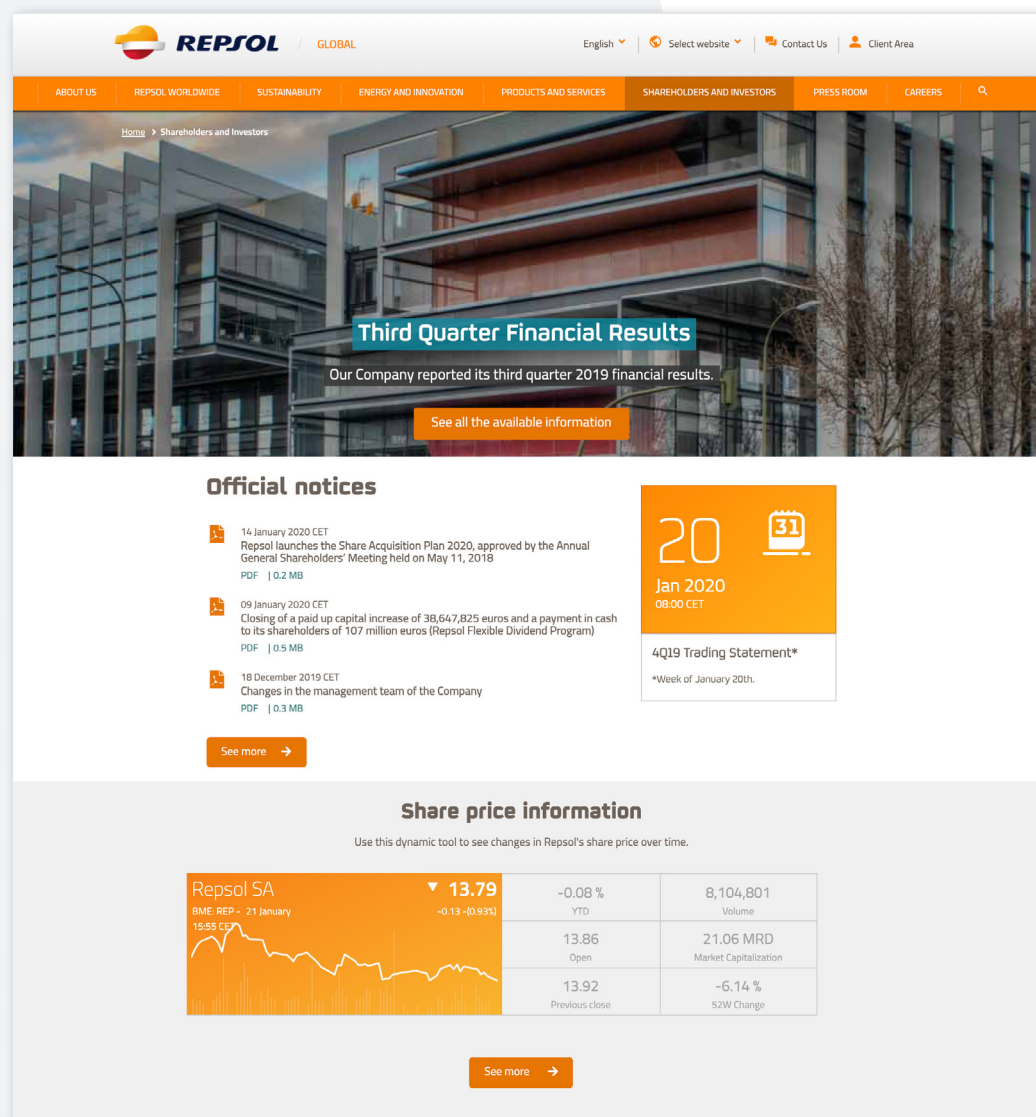 REPSOL / GLOBAL
English Select website Contact Us Client Area
ABOUT US REPSOL WORLDWIDE SUSTAINABILITY ENERGY AND INNOVATION PRODUCTS AND SERVICES SHAREHOLDERS AND INVESTORS PRESS ROOM CAREERS
Home > Shareholders and Investors
Third Quarter Financial Results
Our Company reported its third quarter 2019 financial results.
See all the available information
Official notices
14 January 2020 CET
Repsol launches the Share Acquisition Plan 2020, approved by the Annual
General Shareholders' Meeting held on May 11, 2018
PDF | 0.2 MB
09 January 2020 CET
Closing of a paid up capital increase of 38,647,825 euros and a payment in cash
to its shareholders of 107 million euros (Repsol Flexible Dividend Program)
PDF | 0.5 MB
18 December 2019 CET
Changes in the management team of the Company
PDF | 0.3 MB
See more
20
31
Jan 2020
08:00 CET
4Q19 Trading Statement*
*Week of January 20th.
Share price information
Use this dynamic tool to see changes in Repsol's share price over time.
Repsol SA ▼ 13.79
BME: REP - 21 January -0.13 -(0.93%)
15:55 CET
-0.08 %
YTD
8,104,801
Volume
13.86
Open
21.06 MRD
Market Capitalization
13.92
Previous close
-6.14 %
52W Change
See more